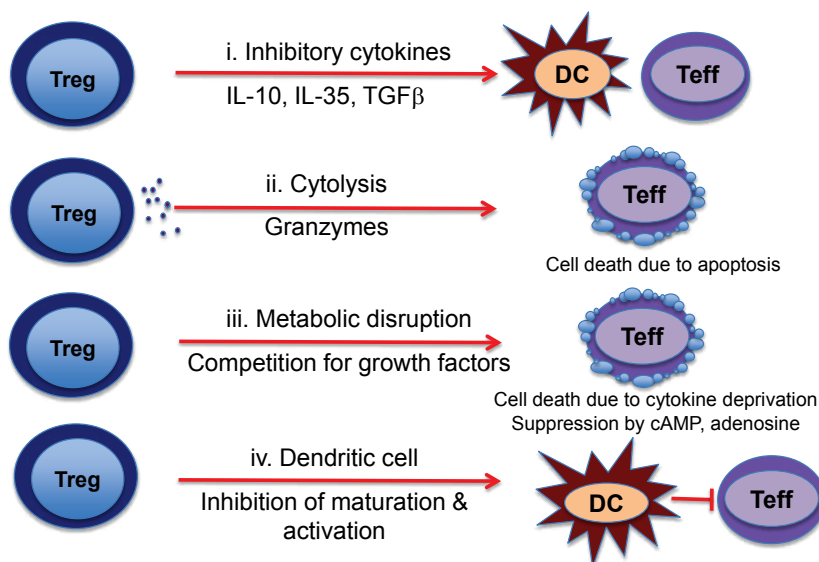 Treg
i. Inhibitory cytokines
IL-10, IL-35, TGFβ
DC
Teff
Treg
ii. Cytolysis
Granzymes
Teff
Cell death due to apoptosis
Treg
iii. Metabolic disruption
Competition for growth factors
Teff
Cell death due to cytokine deprivation
Suppression by cAMP, adenosine
Treg
iv. Dendritic cell
Inhibition of maturation &
activation
DC
Teff